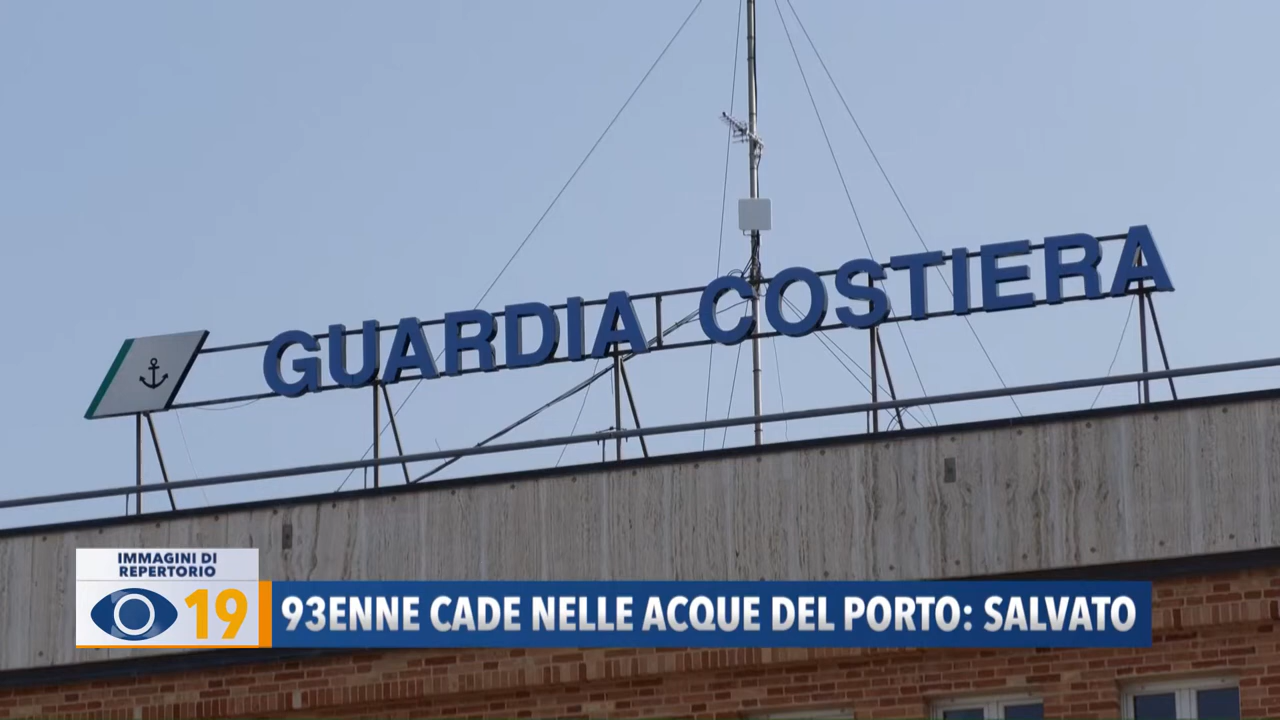 GUARDIA COSTIERA
IMMAGINI DI
REPERTORIO
19
93ENNE CADE NELLE ACQUE DEL PORTO: SALVATO